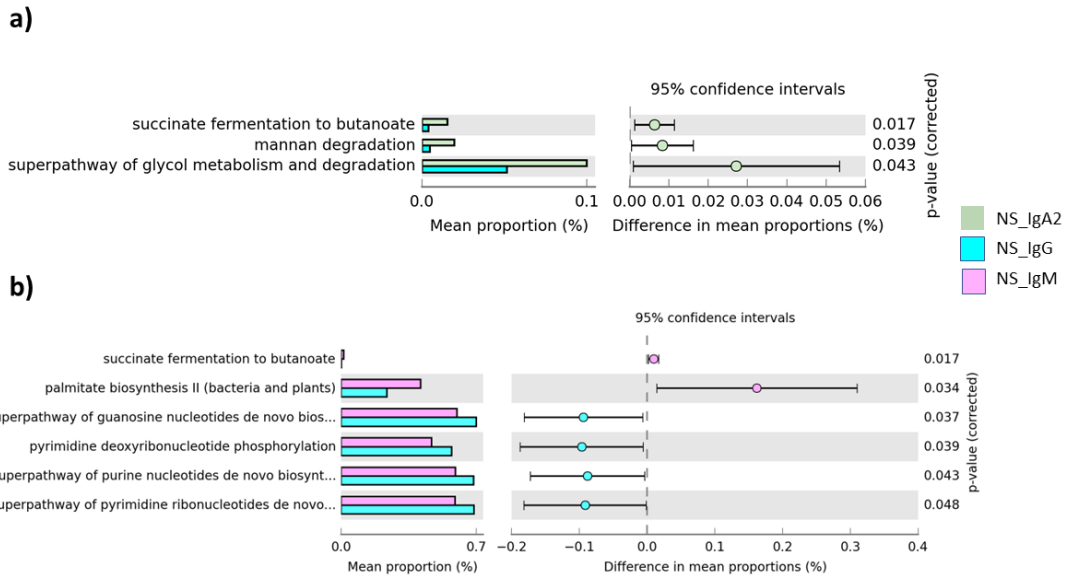 a)
95% confidence intervals
succinate fermentation to butanoate
0.017
mannan degradation
0.039
superpathway of glycol metabolism and degradation
0.043
p-value (corrected)
0.0 0.1
0.00 0.01 0.02 0.03 0.04 0.05 0.06
Mean proportion (%)
Difference in mean proportions (%)
NS_IgA2
NS_IgG
NS_IgM
b)
95% confidence intervals
succinate fermentation to butanoate
0.017
palmitate biosynthesis II (bacteria and plants)
0.034
uperpathway of guanosine nucleotides de novo bios...
0.037
pyrimidine deoxyribonucleotide phosphorylation
0.039
uperpathway of purine nucleotides de novo biosynt...
0.043
uperpathway of pyrimidine ribonucleotides de novo...
0.048
p-value (corrected)
0.0 0.7
−0.2 −0.1 0.0 0.1 0.2 0.3 0.4
Mean proportion (%)
Difference in mean proportions (%)